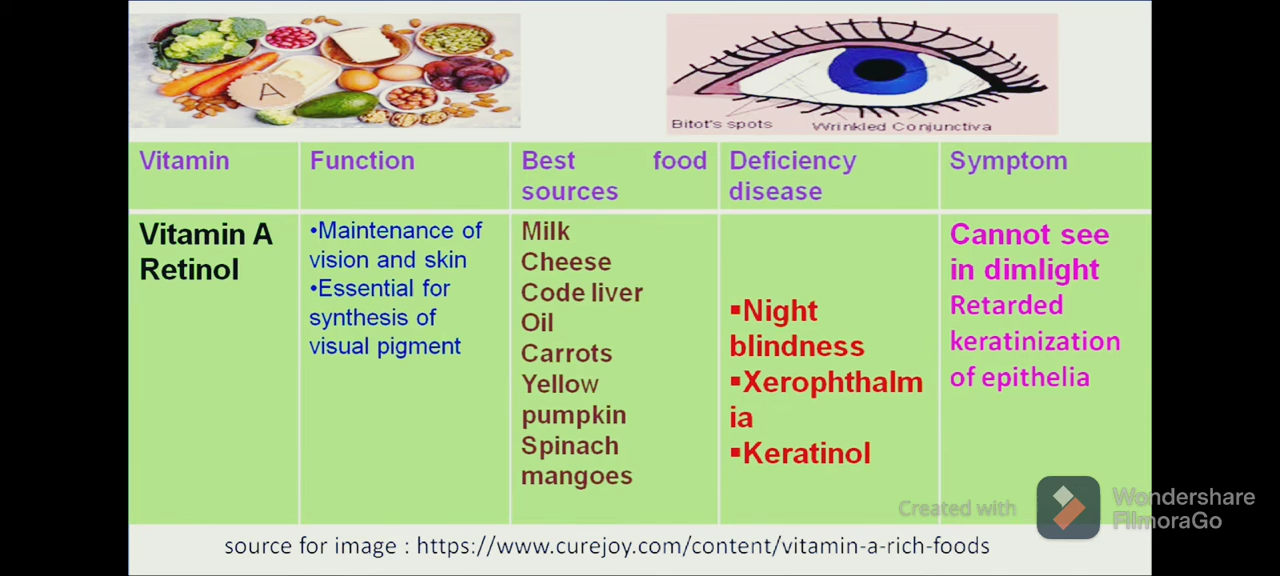 A
Bitot's spots
Wrinkled Conjunctiva
Vitamin
Function
Best food
sources
Deficiency
disease
Symptom
Vitamin A
Retinol
•Maintenance of
vision and skin
•Essential for
synthesis of
visual pigment
Milk
Cheese
Code liver
Oil
Carrots
Yellow
pumpkin
Spinach
mangoes
▪Night
blindness
▪Xerophthalm
ia
▪Keratinol
Cannot see
in dimlight
Retarded
keratinization
of epithelia
Created with
Wondershare
FilmoraGo
source for image : https://www.curejoy.com/content/vitamin-a-rich-foods